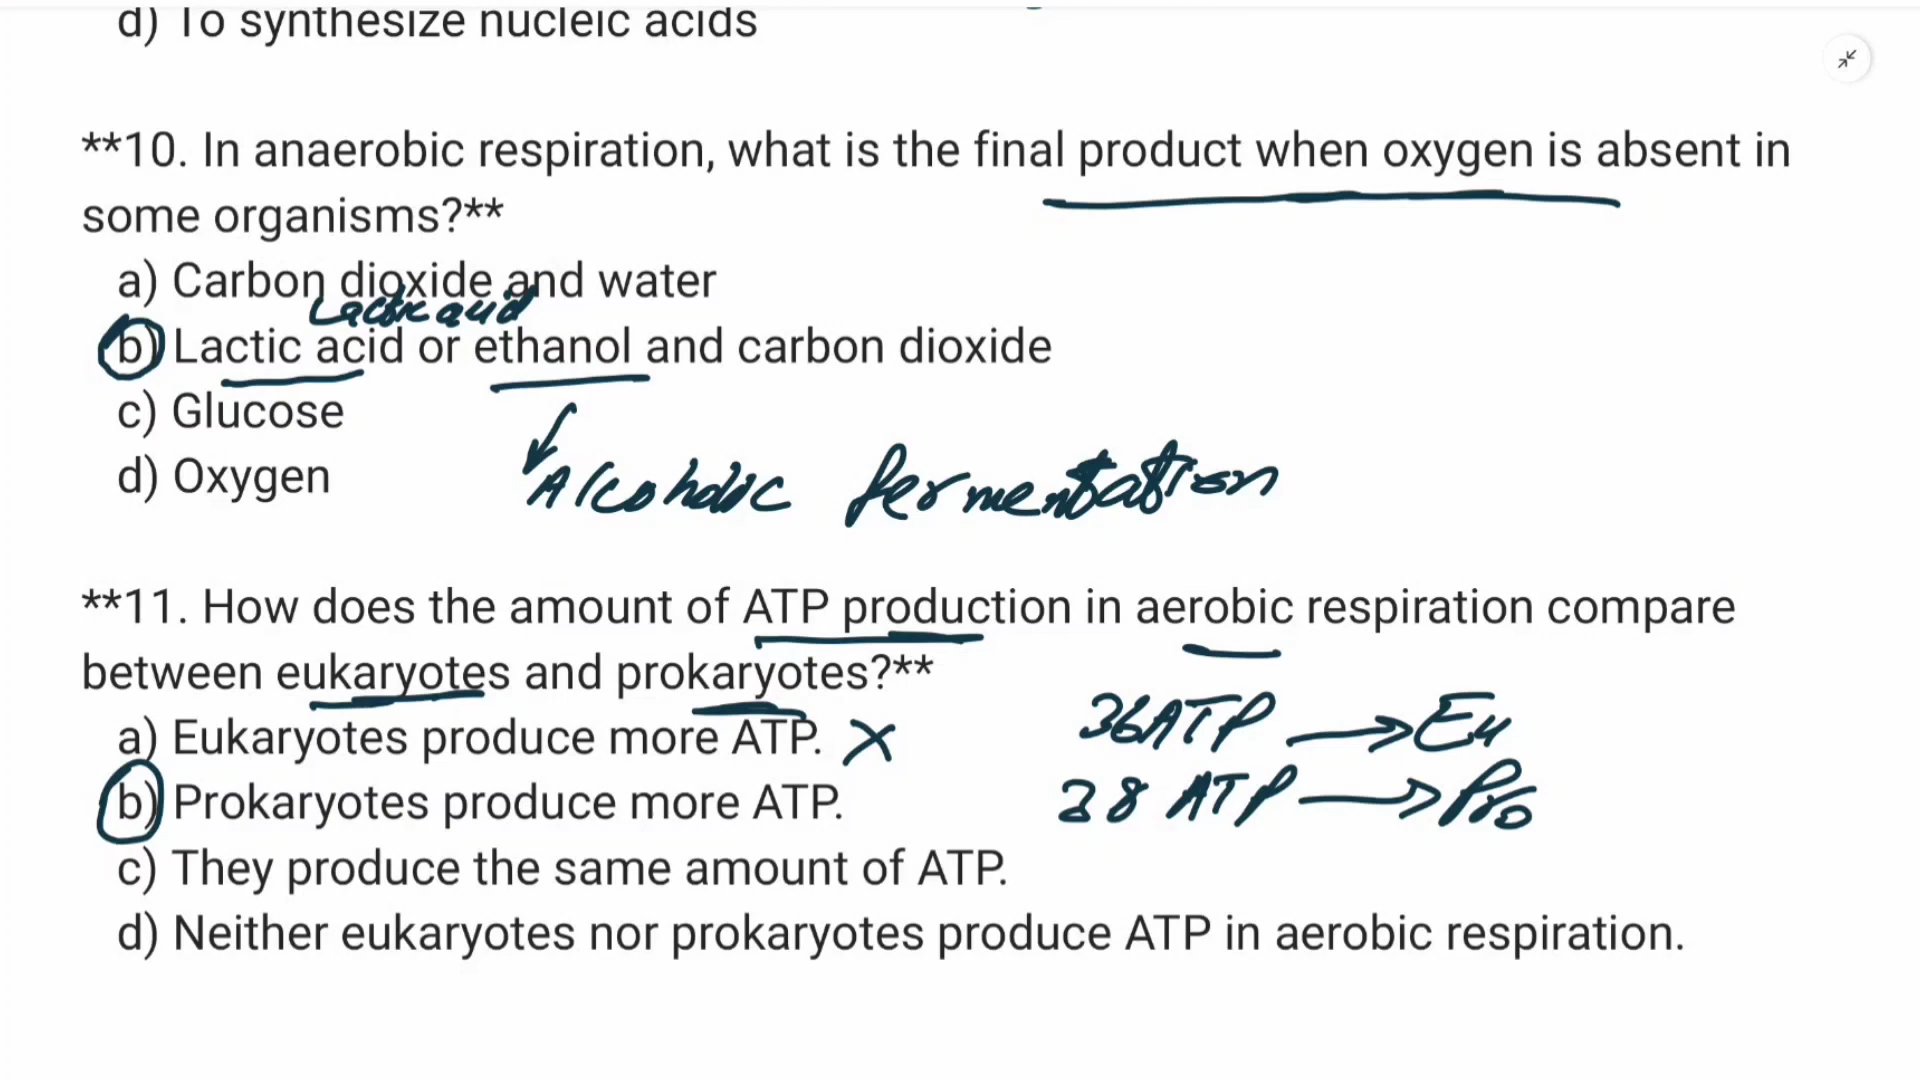 d) To synthesize nucleic acids
**10. In anaerobic respiration, what is the final product when oxygen is absent in
some organisms?**
a) Carbon dioxide and water
Lactic acid
b) Lactic acid or ethanol and carbon dioxide
c) Glucose
d) Oxygen
Alcoholic fermentation
**11. How does the amount of ATP production in aerobic respiration compare
between eukaryotes and prokaryotes?**
36ATP → Eu
a) Eukaryotes produce more ATP. X
38 ATP → Pro
b) Prokaryotes produce more ATP.
c) They produce the same amount of ATP.
d) Neither eukaryotes nor prokaryotes produce ATP in aerobic respiration.